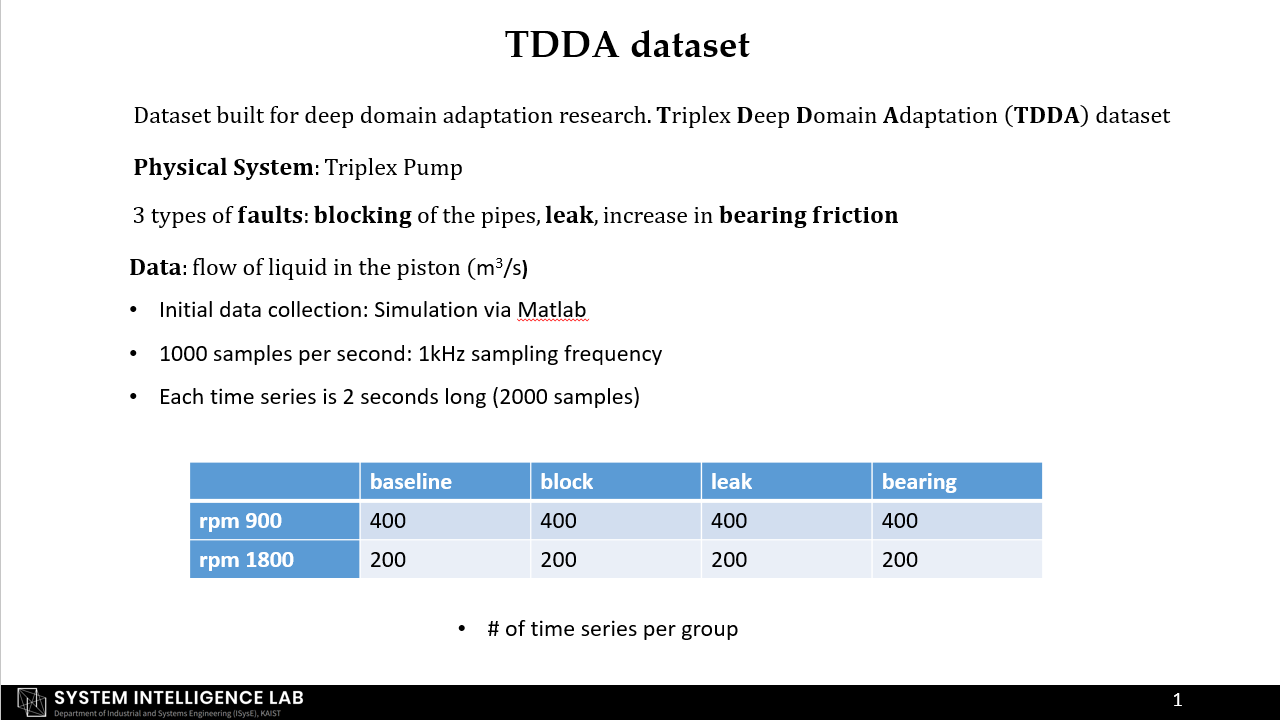 TDDA dataset
Dataset built for deep domain adaptation research. Triplex Deep Domain Adaptation (TDDA) dataset
Physical System: Triplex Pump
3 types of faults: blocking of the pipes, leak, increase in bearing friction
Data: flow of liquid in the piston (m³/s)
• Initial data collection: Simulation via Matlab
• 1000 samples per second: 1kHz sampling frequency
• Each time series is 2 seconds long (2000 samples)
baseline block leak bearing
rpm 900 400 400 400 400
rpm 1800 200 200 200 200
• # of time series per group
SYSTEM INTELLIGENCE LAB
Department of Industrial and Systems Engineering (ISysE), KAIST
1